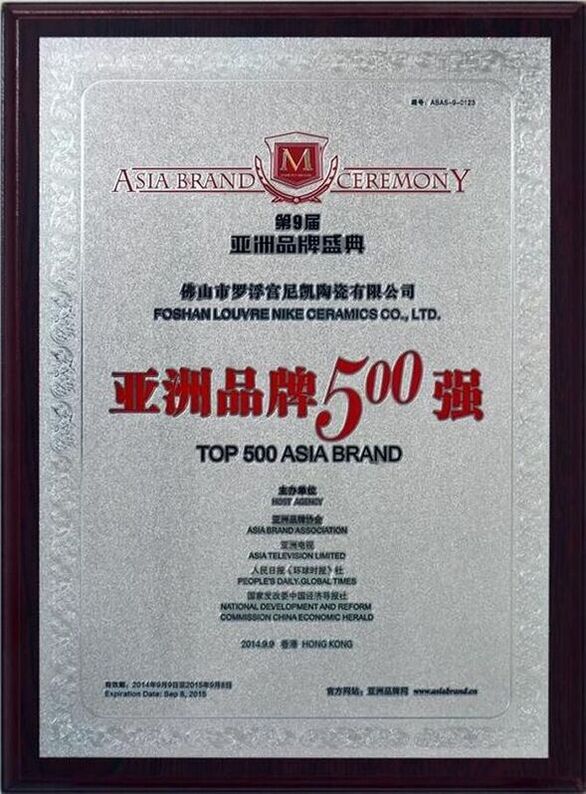 编号：ASAS-9-0123
M
ASIA BRAND CEREMONY
第9届
亚洲品牌盛典
佛山市罗浮宫尼凯陶瓷有限公司
FOSHAN LOUVRE NIKE CERAMICS CO., LTD.
亚洲品牌500强
TOP 500 ASIA BRAND
主办单位
HOST AGENCY
亚洲品牌协会
ASIA BRAND ASSOCIATION
亚洲电视
ASIA TELEVISION LIMITED
人民日报《环球时报》社
PEOPLE'S DAILY·GLOBAL TIMES
国家发改委中国经济导报社
NATIONAL DEVELOPMENT AND REFORM
COMMISSION CHINA ECONOMIC HERALD
2014.9.9 香港 HONG KONG
有效期：2014年9月9日至2015年9月8日
Expiration Date: Sep 8, 2015
官方网站：亚洲品牌网 www.asiabrand.cn